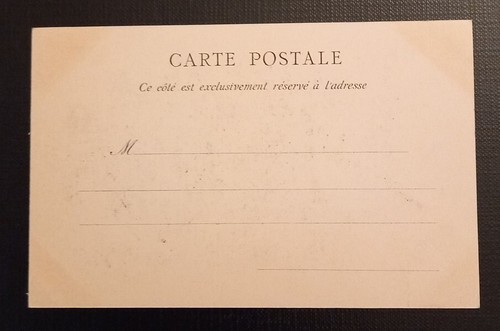 CARTE POSTALE
Ce côté est exclusivement réservé à l'adresse
M